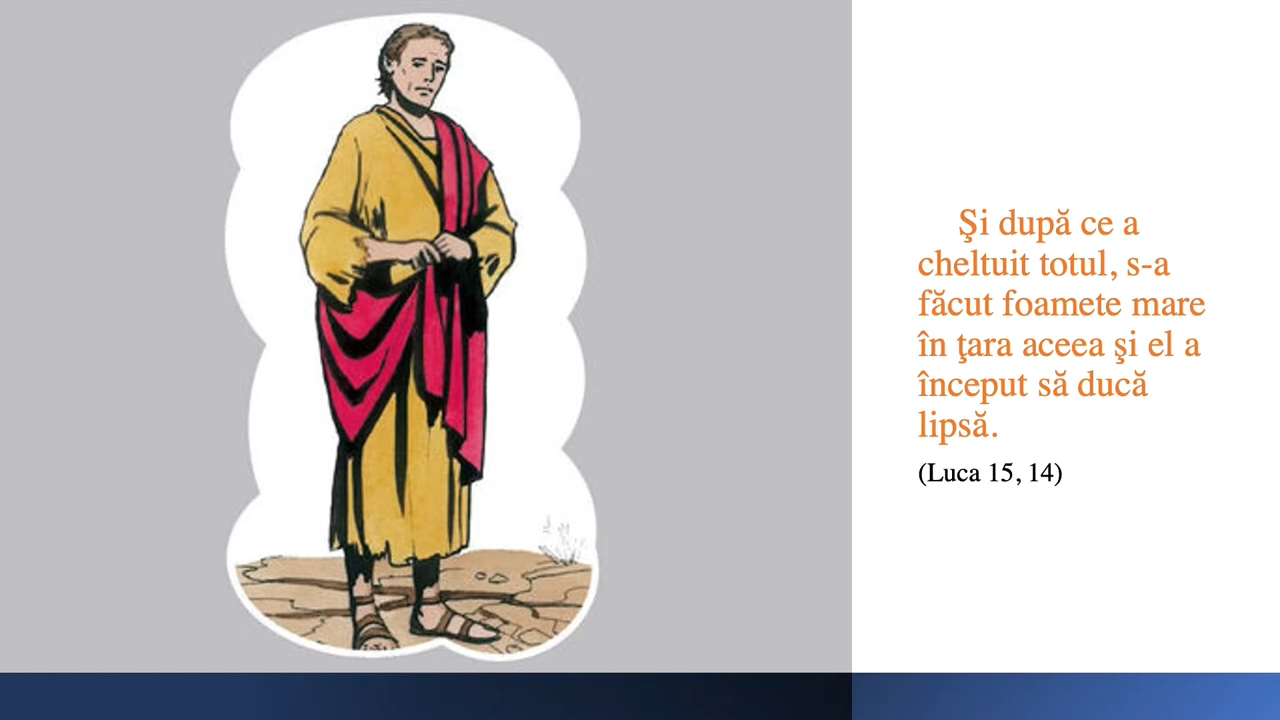 Şi după ce a
cheltuit totul, s-a
făcut foamete mare
în ţara aceea şi el a
început să ducă
lipsă.
(Luca 15, 14)